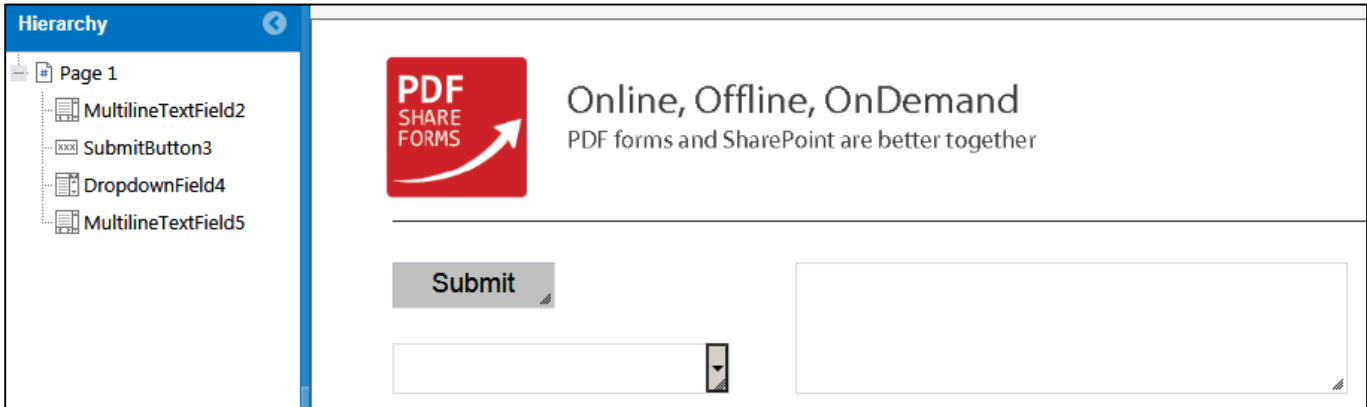 Hierarchy
Page 1
MultilineTextField2
SubmitButton3
DropdownField4
MultilineTextField5
PDF
SHARE
FORMS
Online, Offline, OnDemand
PDF forms and SharePoint are better together
Submit